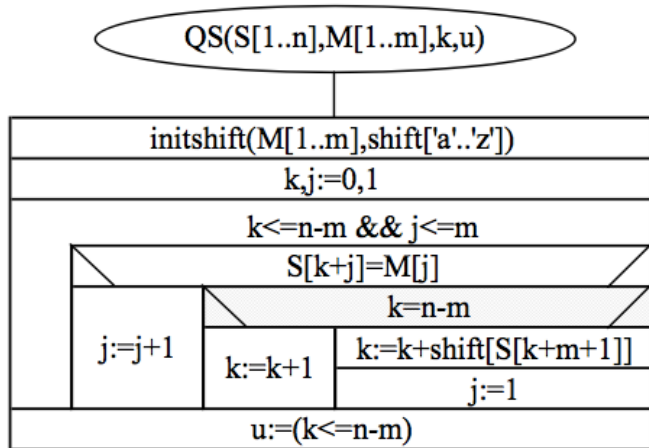 QS(S[1..n],M[1..m],k,u)
initshift(M[1..m],shift['a'..'z'])
k,j:=0,1
k<=n-m && j<=m
S[k+j]=M[j]
k=n-m
j:=j+1
k:=k+1
k:=k+shift[S[k+m+1]]
j:=1
u:=(k<=n-m)